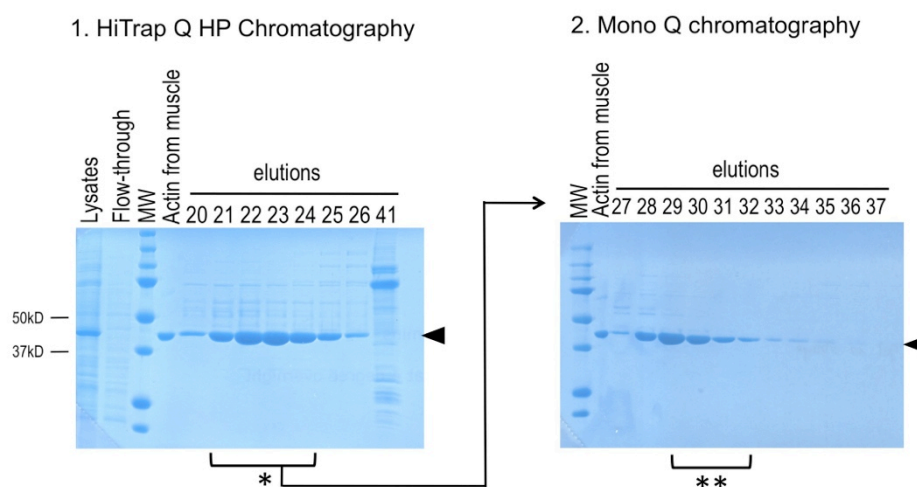 1. HiTrap Q HP Chromatography
Lysates
Flow-through
MW
Actin from muscle
elutions
20 21 22 23 24 25 26 41
50kD
37kD
*
2. Mono Q chromatography
MW
Actin from muscle
elutions
27 28 29 30 31 32 33 34 35 36 37
**